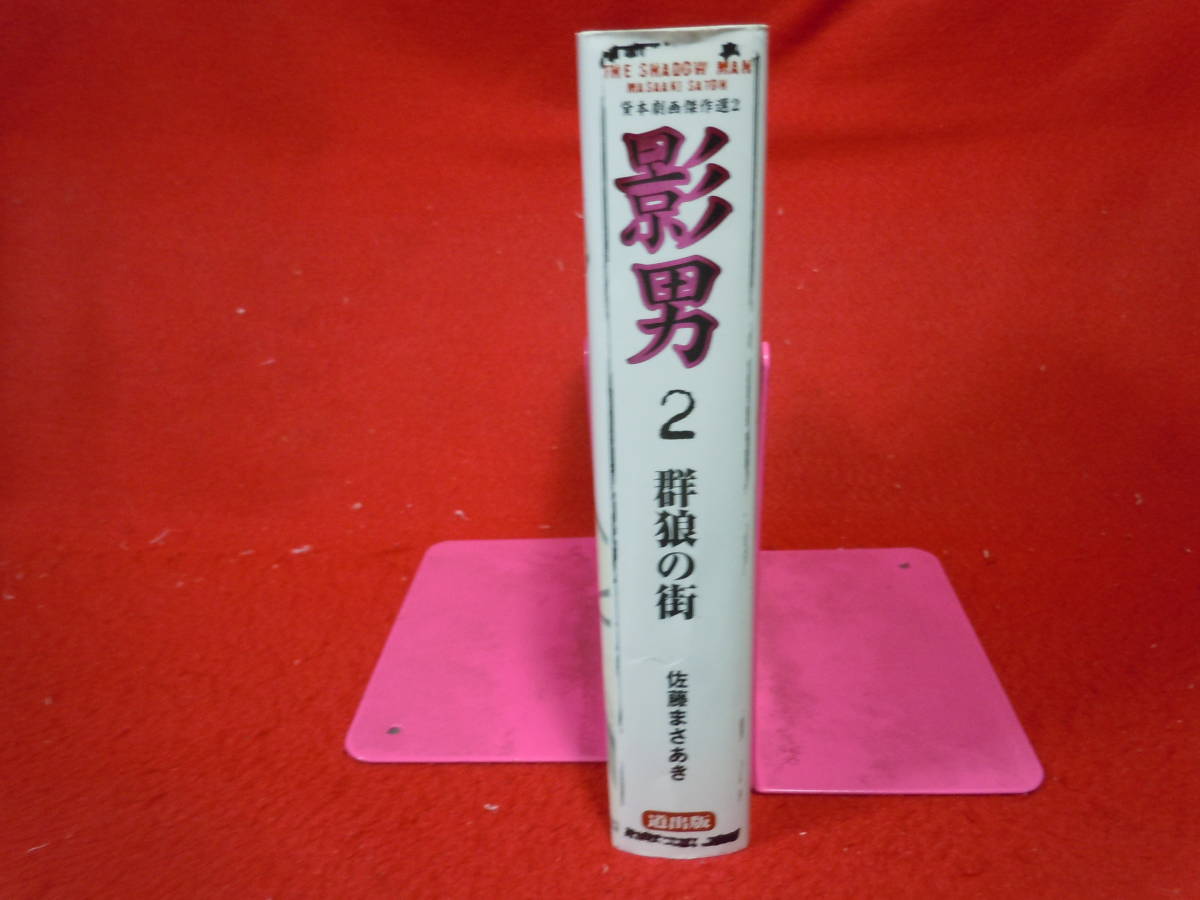 THE SHADOW MAN
MASAAKI SATOH
貸本劇画傑作選2
影男
2
群狼の街
佐藤まさあき
道出版